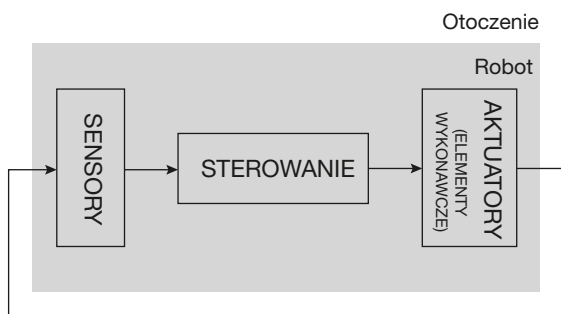 Otoczenie
Robot
SENSORY
STEROWANIE
AKTUATORY
(ELEMENTY
WYKONAWCZE)